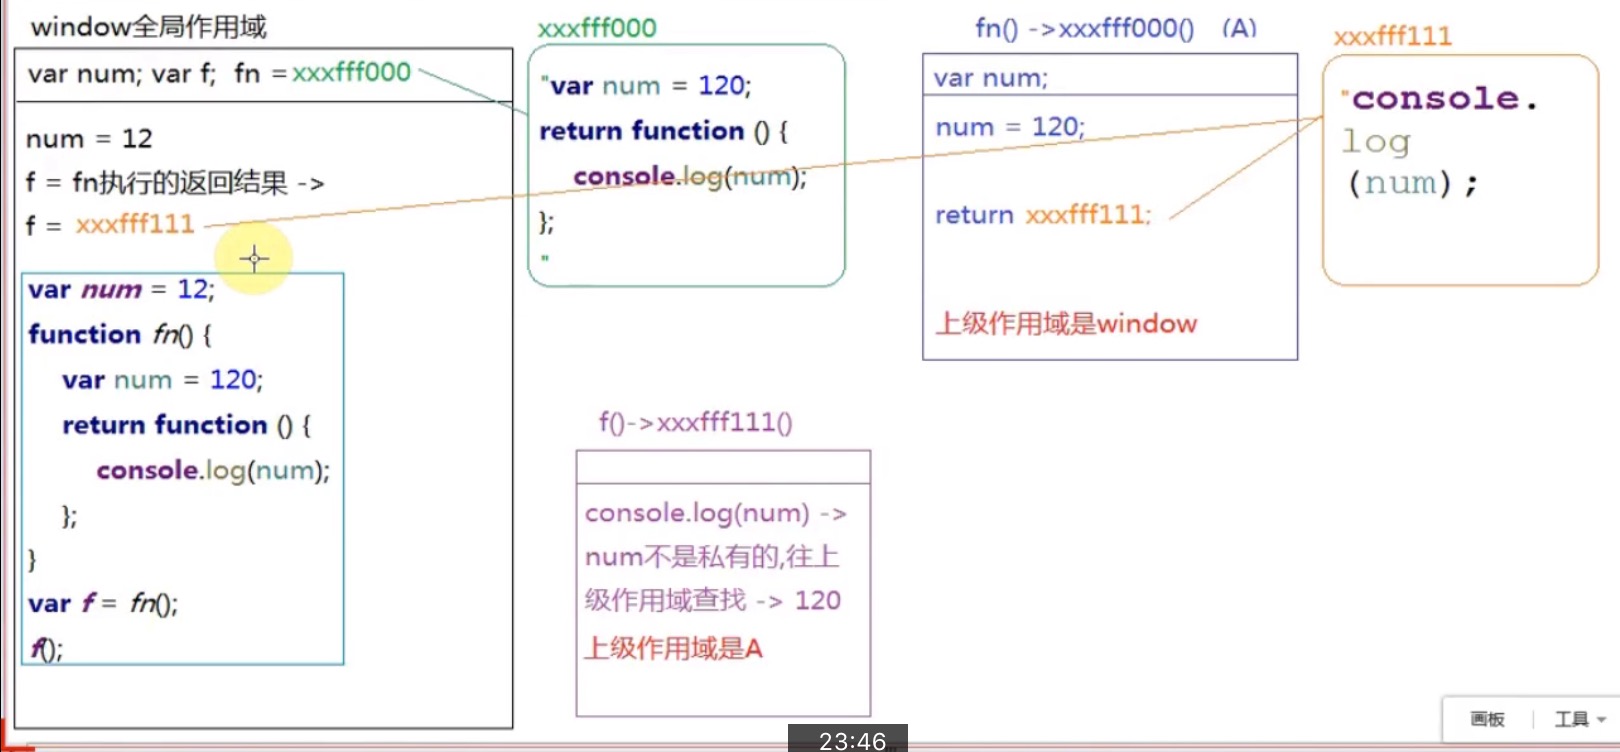 window全局作用域
var num; var f;  fn =xxxfff000
num = 12
f = fn执行的返回结果 ->
f = xxxfff111
var num = 12;
function fn() {
var num = 120;
return function () {
console.log(num);
};
}
var f = fn();
f();
xxxfff000
"var num = 120;
return function () {
console.log(num);
};
"
fn() ->xxxfff000() (A)
var num;
num = 120;
return xxxfff111;
上级作用域是window
xxxfff111
"console.
log
(num);
f()->xxxfff111()
console.log(num) ->
num不是私有的,往上
级作用域查找 -> 120
上级作用域是A
画板
工具
23:46